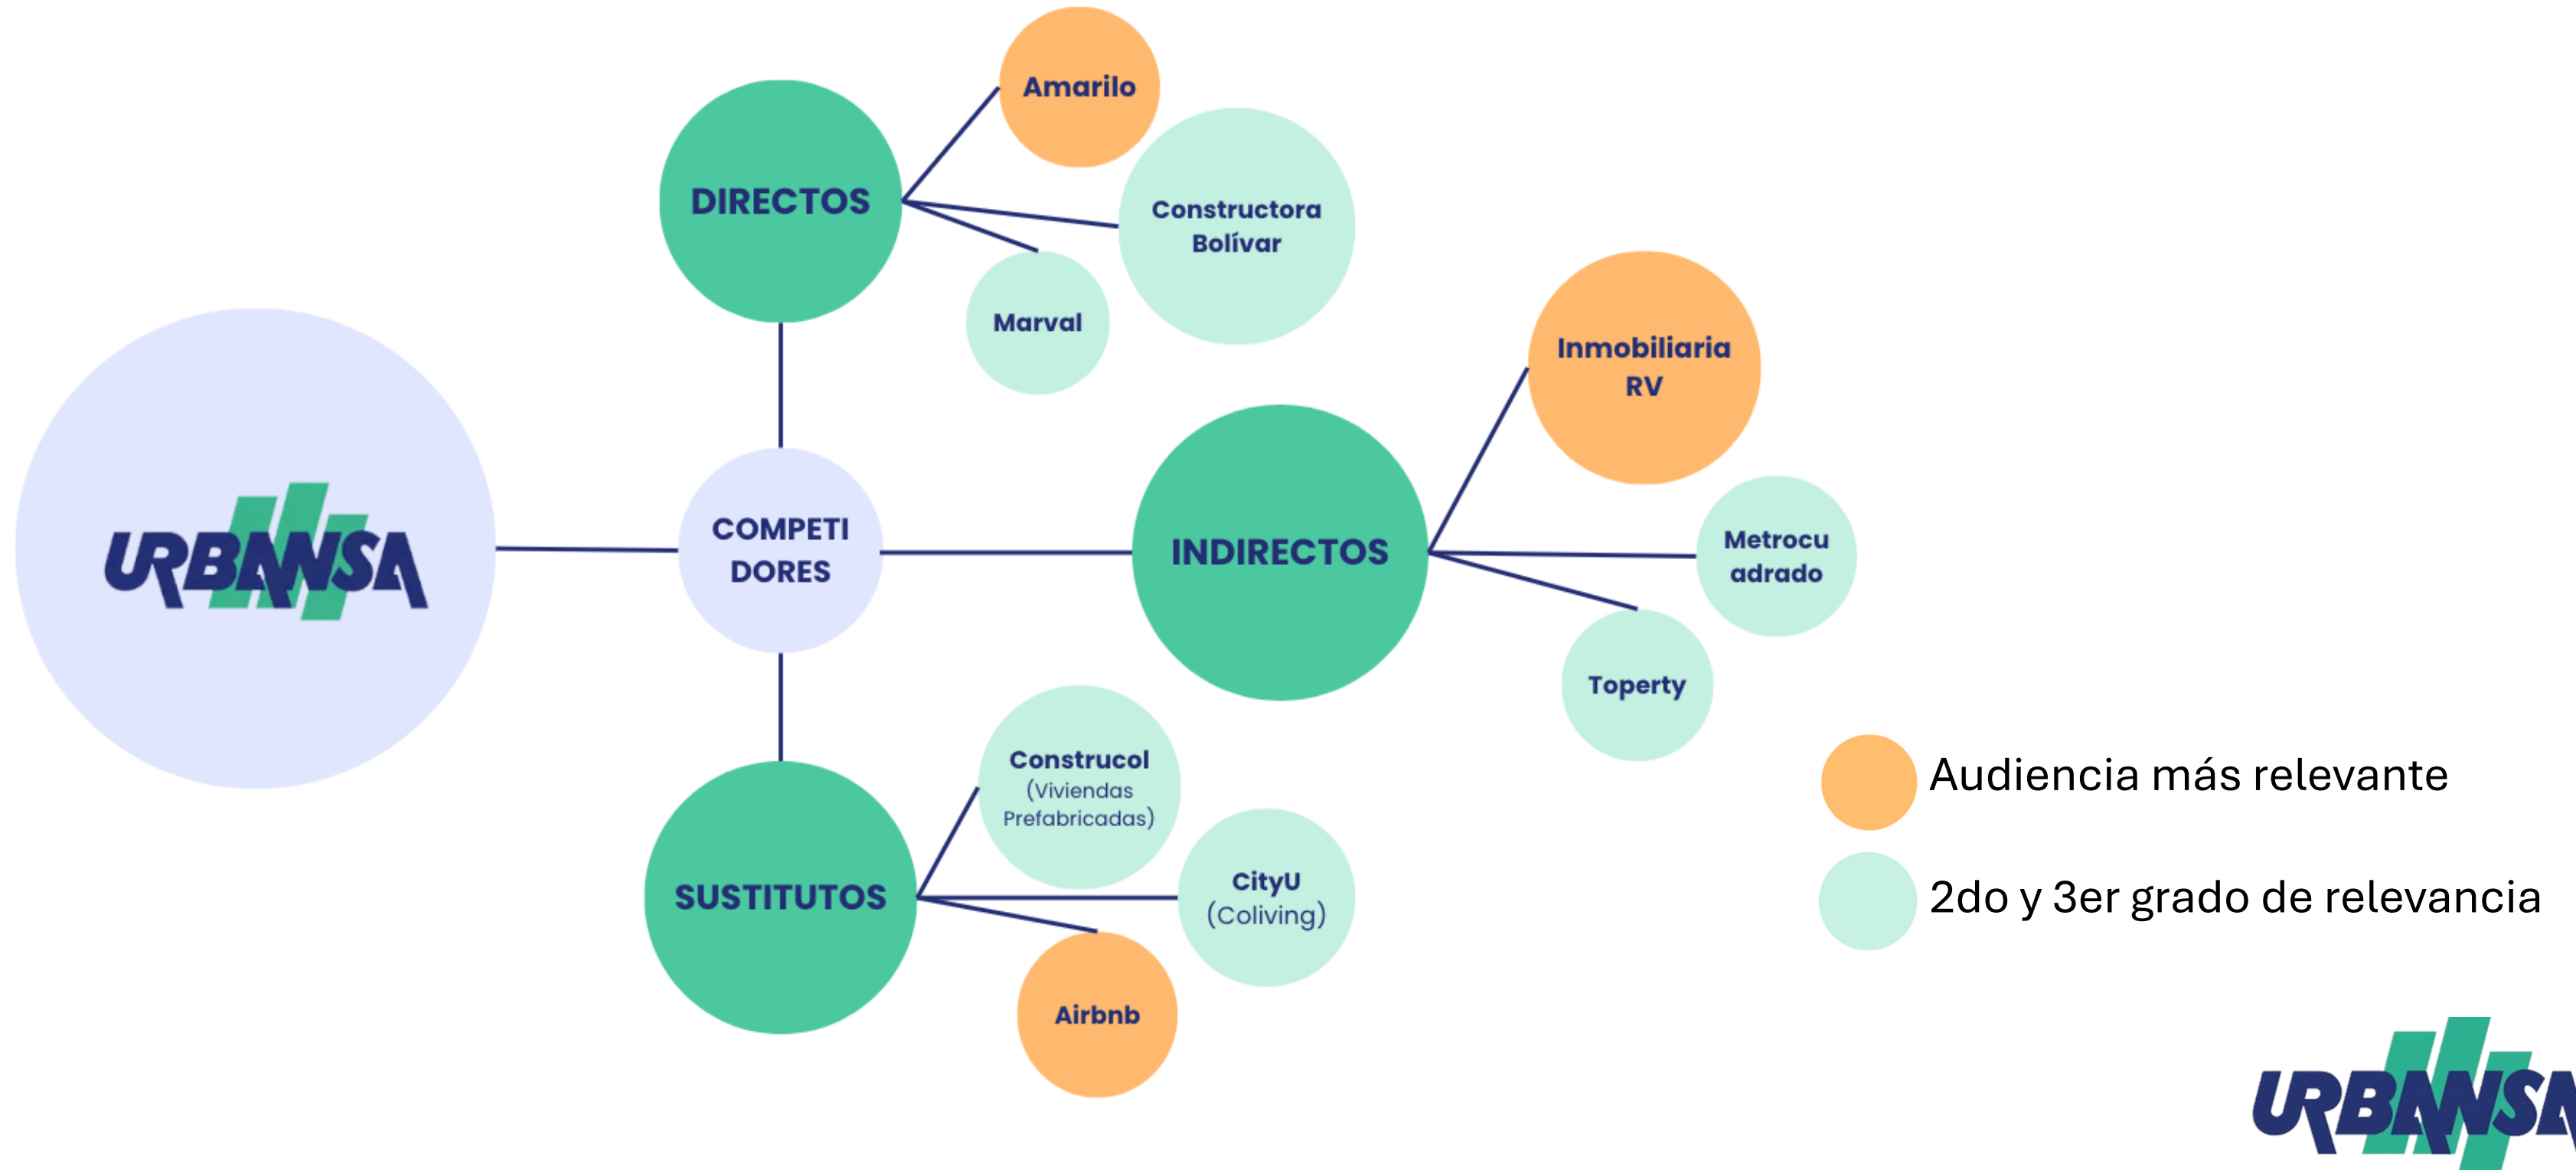 Amarilo
DIRECTOS
Constructora
Bolívar
Marval
Inmobiliaria
RV
URBANSA
COMPETI
DORES
INDIRECTOS
Metrocu
adrado
Toperty
Construcol
(Viviendas
Prefabricadas)
SUSTITUTOS
CityU
(Coliving)
Airbnb
Audiencia más relevante
2do y 3er grado de relevancia
URBANSA